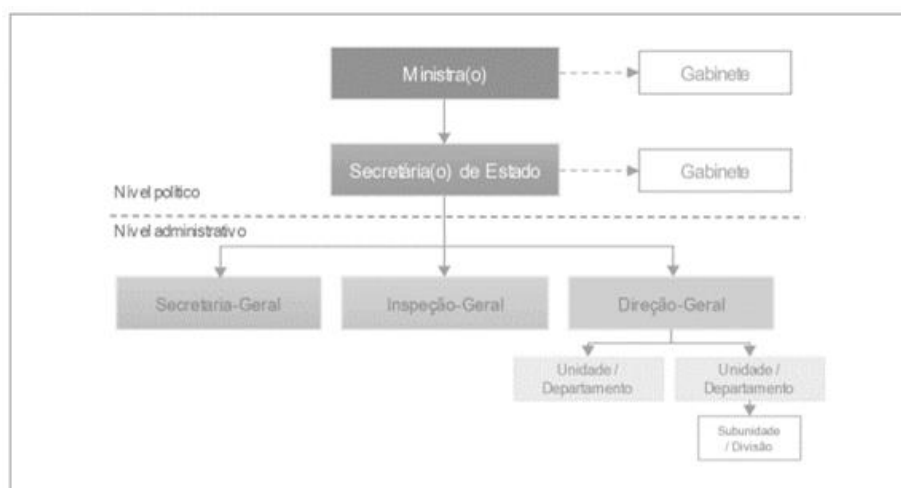 Ministra(o)
Gabinete
Secretária(o) de Estado
Gabinete
Nível político
Nível administrativo
Secretaria-Geral
Inspeção-Geral
Direção-Geral
Unidade /
Departamento
Unidade /
Departamento
Subunidade
/ Divisão